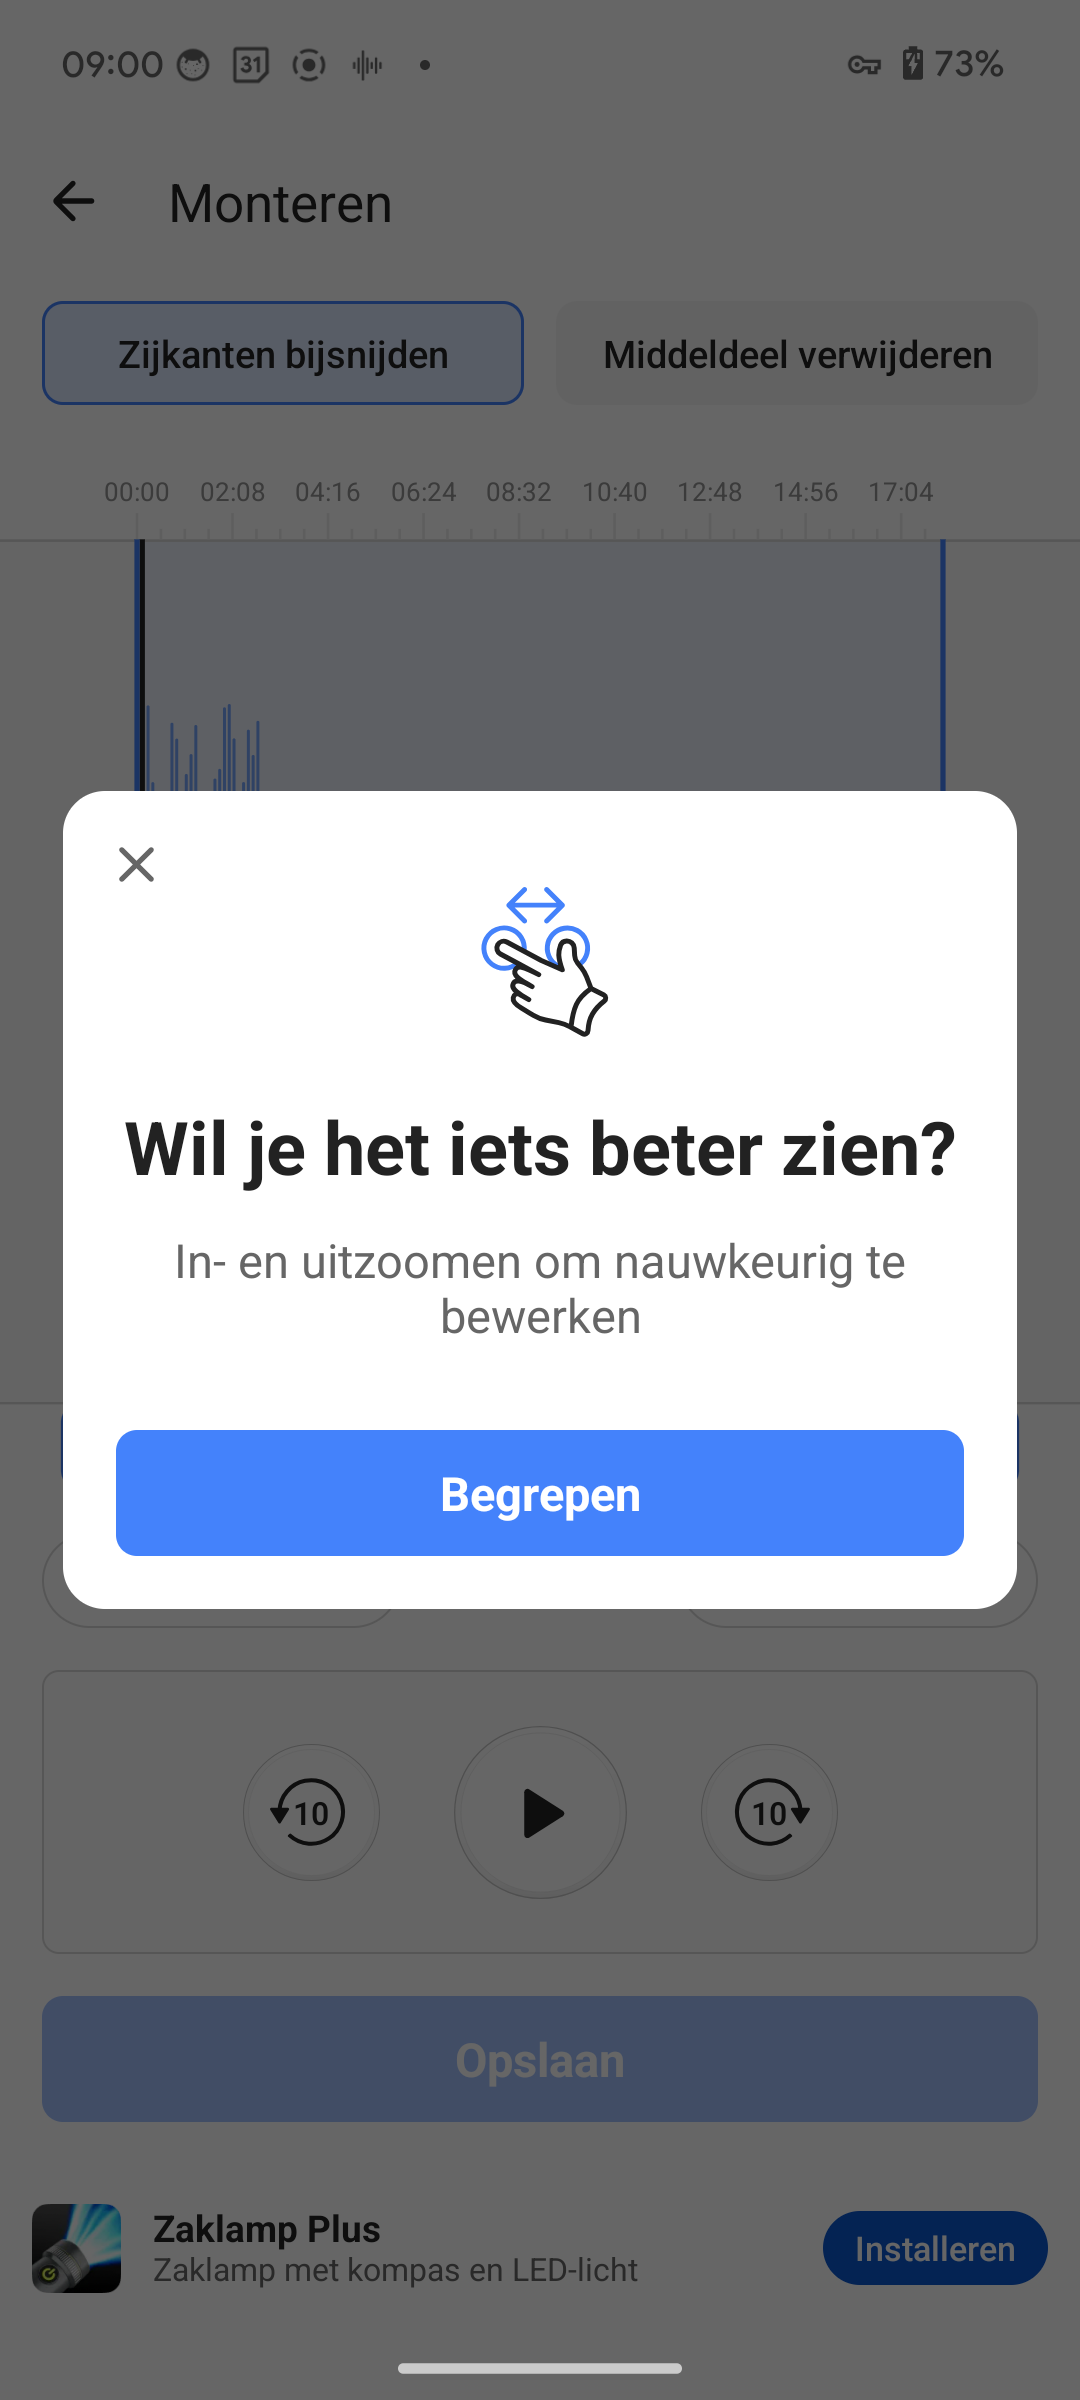 09:00 31 73%
Monteren
Zijkanten bijsnijden Middeldeel verwijderen
00:00 02:08 04:16 06:24 08:32 10:40 12:48 14:56 17:04
Wil je het iets beter zien?
In- en uitzoomen om nauwkeurig te
bewerken
Begrepen
10 10
Opslaan
Zaklamp Plus
Zaklamp met kompas en LED-licht
Installeren